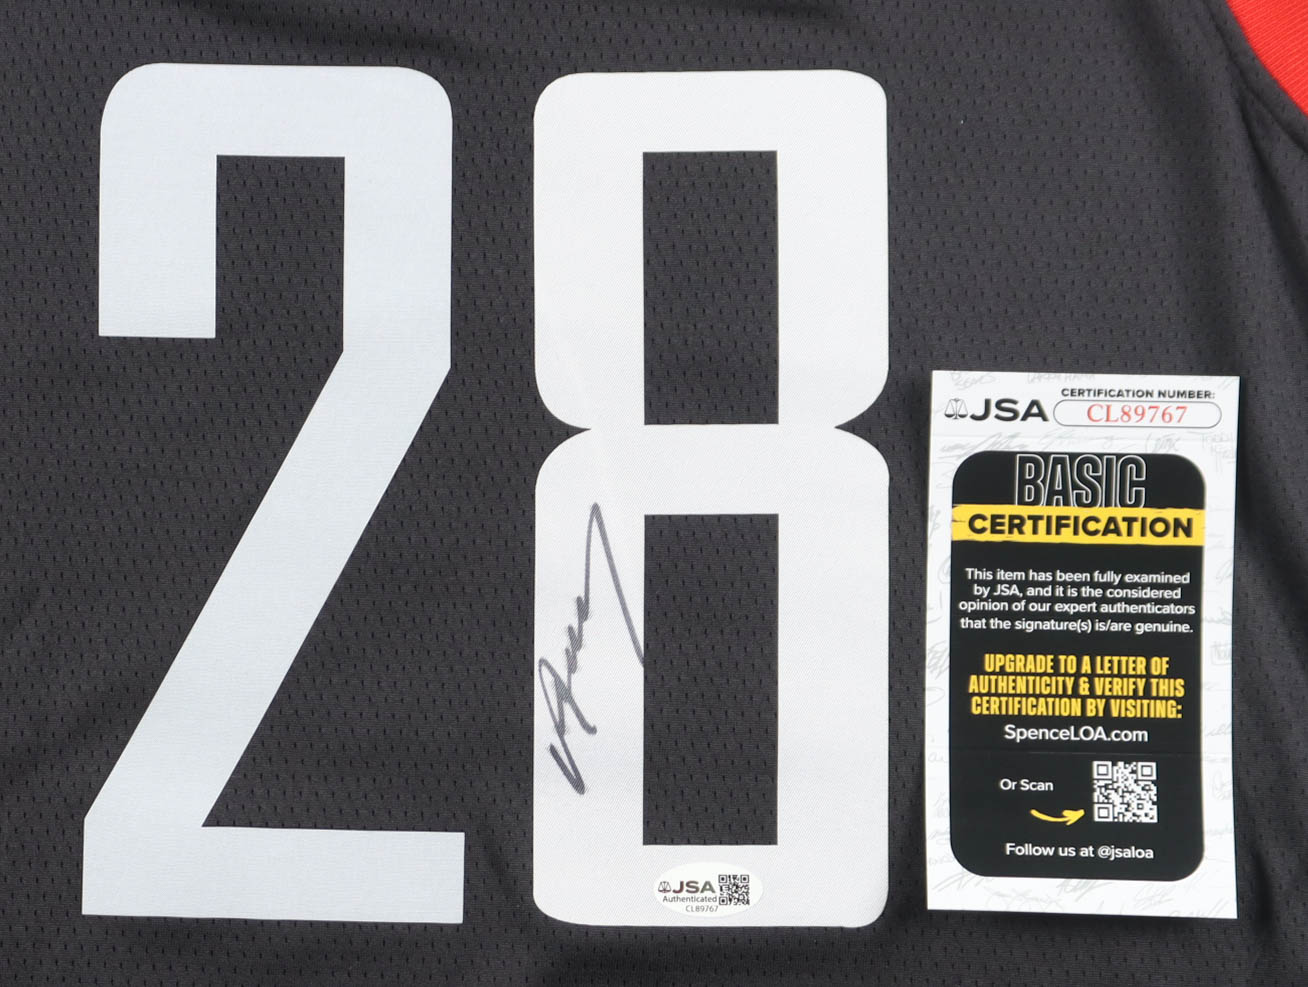 28
JSA
Authenticated
CL89767
CERTIFICATION NUMBER:
JSA CL89767
BASIC
CERTIFICATION
This item has been fully examined
by JSA, and it is the considered
opinion of our expert authenticators
that the signature(s) is/are genuine.
UPGRADE TO A LETTER OF
AUTHENTICITY & VERIFY THIS
CERTIFICATION BY VISITING:
SpenceLOA.com
Or Scan
Follow us at @jsaloa